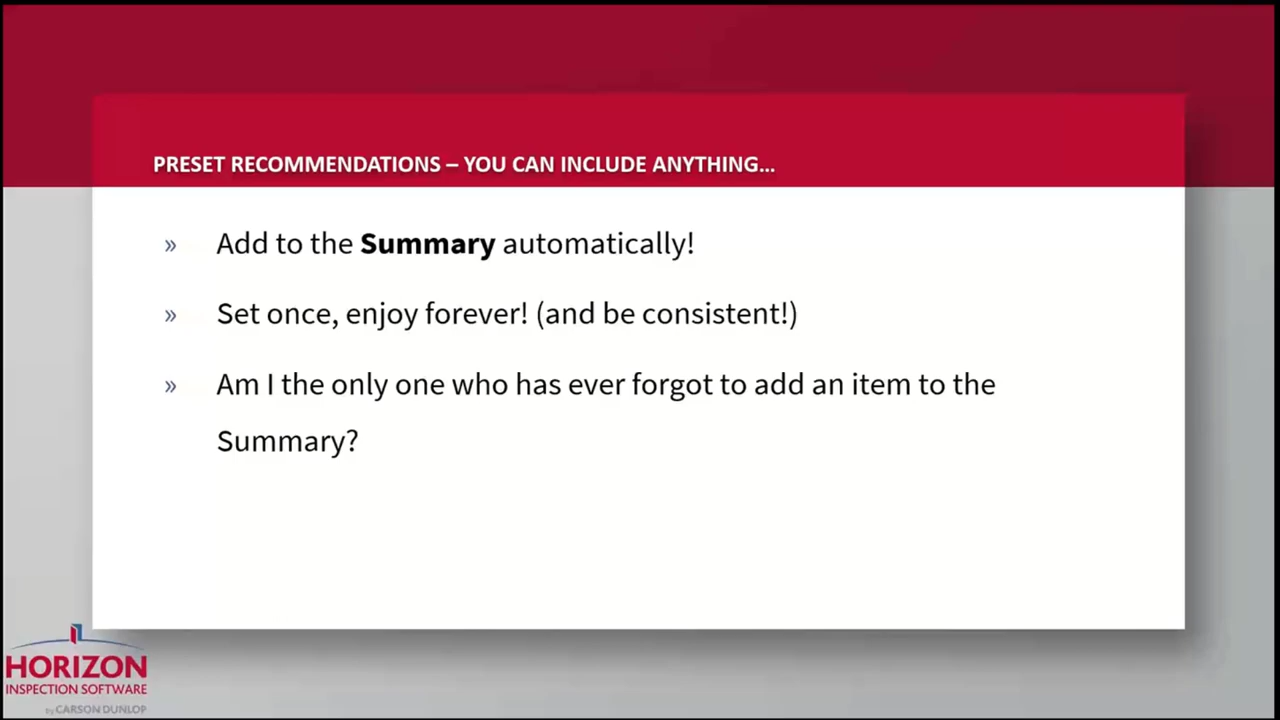 PRESET RECOMMENDATIONS – YOU CAN INCLUDE ANYTHING...
» Add to the Summary automatically!
» Set once, enjoy forever! (and be consistent!)
» Am I the only one who has ever forgot to add an item to the
Summary?
HORIZON
INSPECTION SOFTWARE
by CARSON DUNLOP